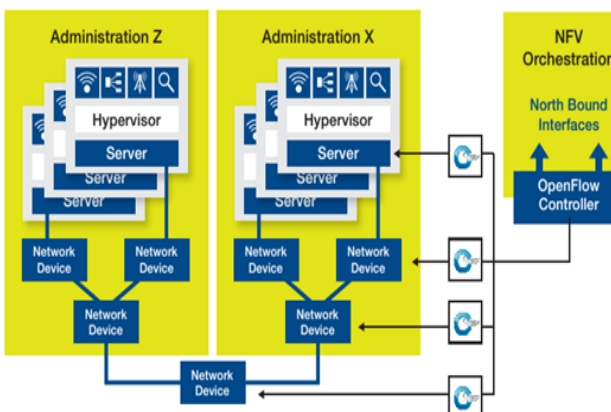 Administration Z
Hypervisor
Server
Server
Server
Network
Device
Network
Device
Network
Device
Administration X
Hypervisor
Server
Server
Server
Network
Device
Network
Device
Network
Device
Network
Device
NFV
Orchestration
North Bound
Interfaces
OpenFlow
Controller